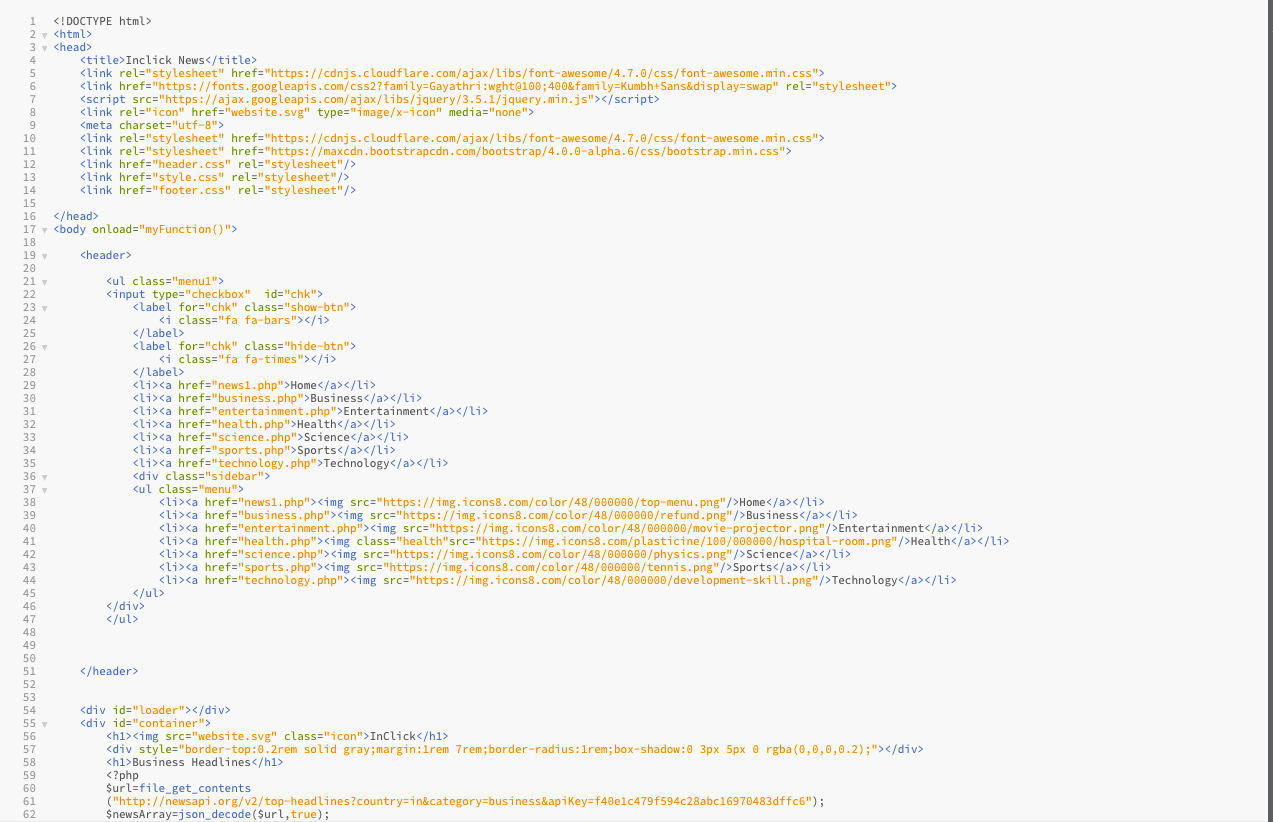 1 <!DOCTYPE html>
2 <html>
3 <head>
4 <title>Inclick News</title>
5 <link rel="stylesheet" href="https://cdnjs.cloudflare.com/ajax/libs/font-awesome/4.7.0/css/font-awesome.min.css">
6 <link href="https://fonts.googleapis.com/css2?family=Gayathri:wght@100;400&family=Kumbh+Sans&display=swap" rel="stylesheet">
7 <script src="https://ajax.googleapis.com/ajax/libs/jquery/3.5.1/jquery.min.js"></script>
8 <link rel="icon" href="website.svg" type="image/x-icon" media="none">
9 <meta charset="utf-8">
10 <link rel="stylesheet" href="https://cdnjs.cloudflare.com/ajax/libs/font-awesome/4.7.0/css/font-awesome.min.css">
11 <link rel="stylesheet" href="https://maxcdn.bootstrapcdn.com/bootstrap/4.0.0-alpha.6/css/bootstrap.min.css">
12 <link href="header.css" rel="stylesheet"/>
13 <link href="style.css" rel="stylesheet"/>
14 <link href="footer.css" rel="stylesheet"/>
15
16 </head>
17 <body onload="myFunction()">
18
19 <header>
20
21 <ul class="menu1">
22 <input type="checkbox"  id="chk">
23 <label for="chk" class="show-btn">
24 <i class="fa fa-bars"></i>
25 </label>
26 <label for="chk" class="hide-btn">
27 <i class="fa fa-times"></i>
28 </label>
29 <li><a href="news1.php">Home</a></li>
30 <li><a href="business.php">Business</a></li>
31 <li><a href="entertainment.php">Entertainment</a></li>
32 <li><a href="health.php">Health</a></li>
33 <li><a href="science.php">Science</a></li>
34 <li><a href="sports.php">Sports</a></li>
35 <li><a href="technology.php">Technology</a></li>
36 <div class="sidebar">
37 <ul class="menu">
38 <li><a href="news1.php"><img src="https://img.icons8.com/color/48/000000/top-menu.png"/>Home</a></li>
39 <li><a href="business.php"><img src="https://img.icons8.com/color/48/000000/refund.png"/>Business</a></li>
40 <li><a href="entertainment.php"><img src="https://img.icons8.com/color/48/000000/movie-projector.png"/>Entertainment</a></li>
41 <li><a href="health.php"><img class="health"src="https://img.icons8.com/plasticine/100/000000/hospital-room.png"/>Health</a></li>
42 <li><a href="science.php"><img src="https://img.icons8.com/color/48/000000/physics.png"/>Science</a></li>
43 <li><a href="sports.php"><img src="https://img.icons8.com/color/48/000000/tennis.png"/>Sports</a></li>
44 <li><a href="technology.php"><img src="https://img.icons8.com/color/48/000000/development-skill.png"/>Technology</a></li>
45 </ul>
46 </div>
47 </ul>
48
49
50
51 </header>
52
53
54 <div id="loader"></div>
55 <div id="container">
56 <h1><img src="website.svg" class="icon">InClick</h1>
57 <div style="border-top:0.2rem solid gray;margin:1rem 7rem;border-radius:1rem;box-shadow:0 3px 5px 0 rgba(0,0,0,0.2);"></div>
58 <h1>Business Headlines</h1>
59 <?php
60 $url=file_get_contents
61 ("http://newsapi.org/v2/top-headlines?country=in&category=business&apiKey=f40e1c479f594c28abc16970483dffc6");
62 $newsArray=json_decode($url,true);